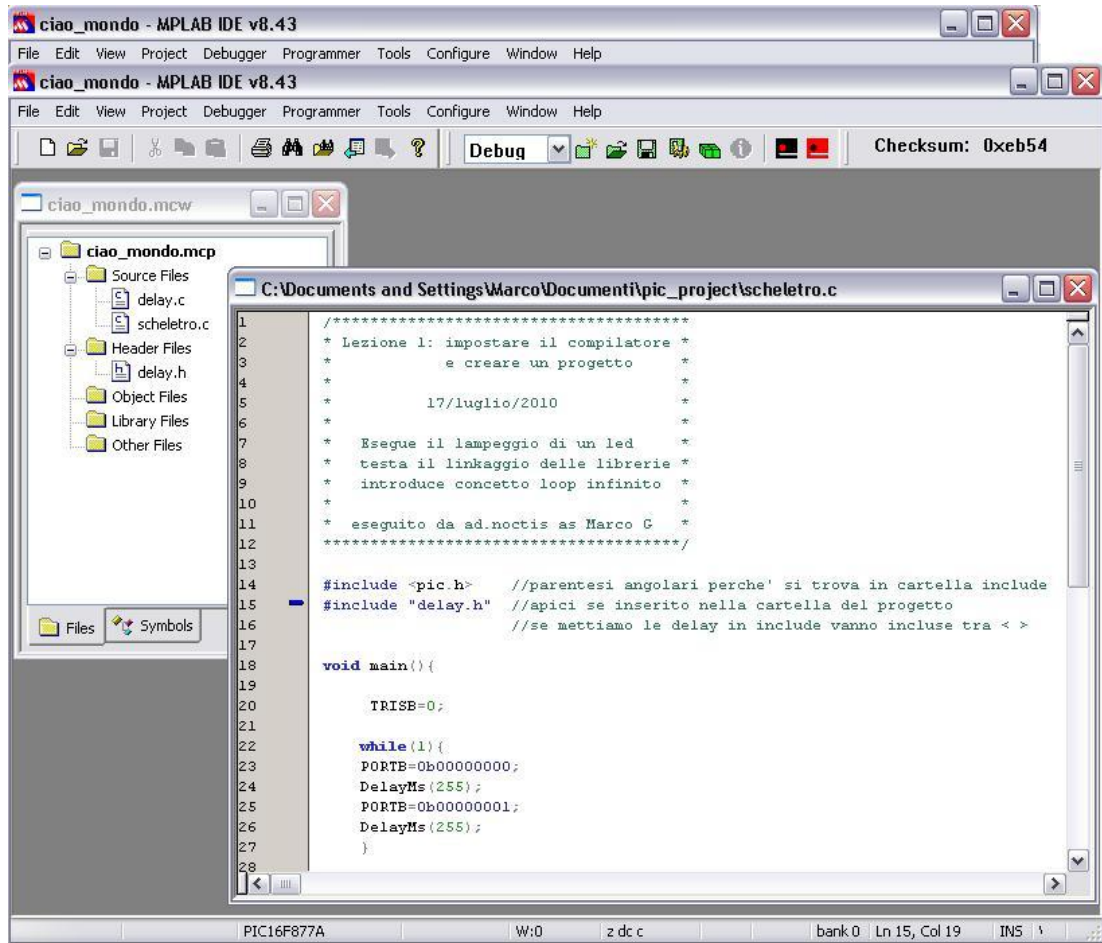 ciao_mondo - MPLAB IDE v8.43
File Edit View Project Debugger Programmer Tools Configure Window Help
ciao_mondo - MPLAB IDE v8.43
File Edit View Project Debugger Programmer Tools Configure Window Help
Debug Checksum: 0xeb54
ciao_mondo.mcw
ciao_mondo.mcp
Source Files
delay.c
scheletro.c
Header Files
delay.h
Object Files
Library Files
Other Files
Files Symbols
C:\Documents and Settings\Marco\Documenti\pic_project\scheletro.c
1 /**************************************
2 * Lezione 1: impostare il compilatore *
3 * e creare un progetto *
4 * *
5 * 17/luglio/2010 *
6 * *
7 * Esegue il lampeggio di un led *
8 * testa il linkaggio delle librerie *
9 * introduce concetto loop infinito *
10 * *
11 * eseguito da ad.noctis as Marco G *
12 **************************************/
13
14 #include <pic.h> //parentesi angolari perche' si trova in cartella include
15 #include "delay.h" //apici se inserito nella cartella del progetto
16 //se mettiamo le delay in include vanno incluse tra < >
17
18 void main(){
19
20 TRISB=0;
21
22 while(1){
23 PORTB=0b00000000;
24 DelayMs(255);
25 PORTB=0b00000001;
26 DelayMs(255);
27 }
28
PIC16F877A W:0 z dc c bank 0 Ln 15, Col 19 INS